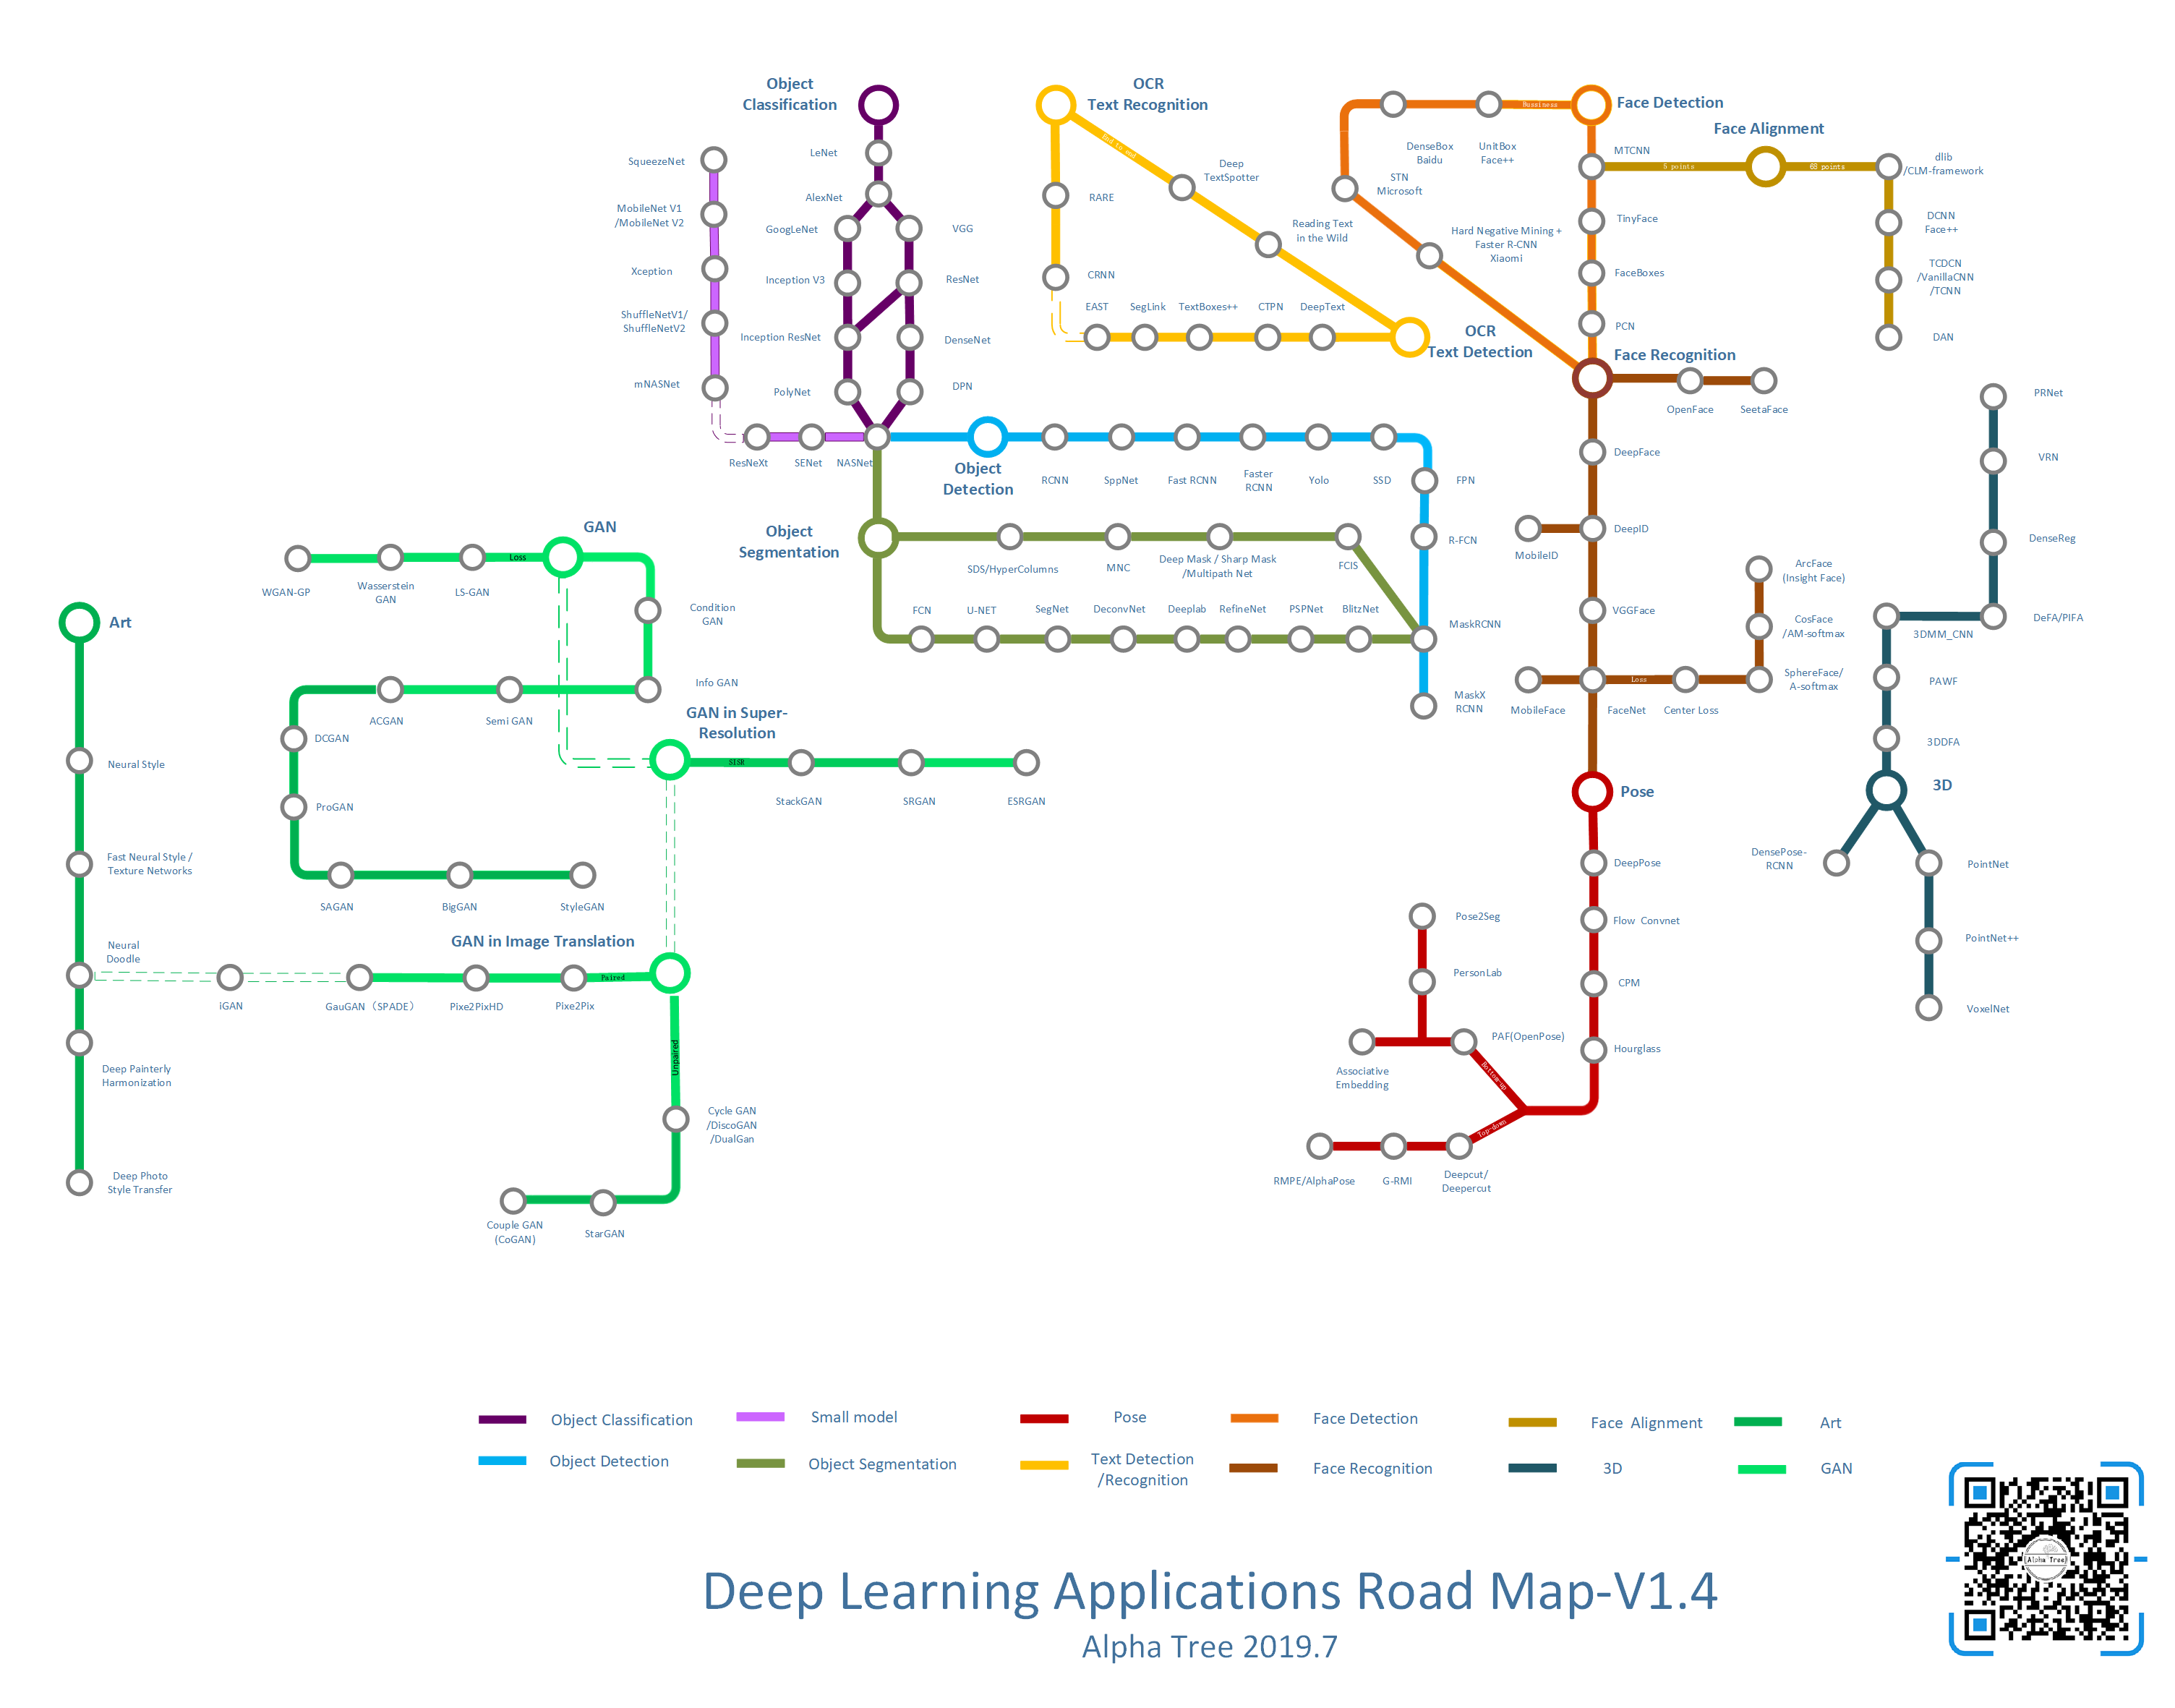 Object
Classification
LeNet
AlexNet
GoogLeNet
VGG
Inception V3
ResNet
Inception ResNet
DenseNet
PolyNet
DPN
SqueezeNet
MobileNet V1
/MobileNet V2
Xception
ShuffleNetV1/
ShuffleNetV2
mNASNet
ResNeXt
SENet
NASNet
OCR
Text Recognition
End to end
RARE
CRNN
Deep
TextSpotter
Reading Text
in the Wild
EAST
SegLink
TextBoxes++
CTPN
DeepText
OCR
Text Detection
Face Detection
Bussiness
DenseBox
Baidu
UnitBox
Face++
STN
Microsoft
Hard Negative Mining +
Faster R-CNN
Xiaomi
MTCNN
TinyFace
FaceBoxes
PCN
Face Alignment
5 points
68 points
dlib
/CLM-framework
DCNN
Face++
TCDCN
/VanillaCNN
/TCNN
DAN
Face Recognition
OpenFace
SeetaFace
DeepFace
DeepID
MobileID
VGGFace
MobileFace
FaceNet
Loss
Center Loss
SphereFace/
A-softmax
CosFace
/AM-softmax
ArcFace
(Insight Face)
Object
Detection
RCNN
SppNet
Fast RCNN
Faster
RCNN
Yolo
SSD
FPN
R-FCN
MaskRCNN
MaskX
RCNN
Object
Segmentation
SDS/HyperColumns
MNC
Deep Mask / Sharp Mask
/Multipath Net
FCIS
FCN
U-NET
SegNet
DeconvNet
Deeplab
RefineNet
PSPNet
BlitzNet
PRNet
VRN
DenseReg
DeFA/PIFA
3DMM_CNN
PAWF
3DDFA
3D
DensePose-
RCNN
PointNet
PointNet++
VoxelNet
GAN
Loss
WGAN-GP
Wasserstein
GAN
LS-GAN
Condition
GAN
Info GAN
Semi GAN
ACGAN
DCGAN
ProGAN
SAGAN
BigGAN
StyleGAN
GAN in Super-
Resolution
SISR
StackGAN
SRGAN
ESRGAN
GAN in Image Translation
Paired
iGAN
GauGAN（SPADE）
Pixe2PixHD
Pixe2Pix
Unpaired
Cycle GAN
/DiscoGAN
/DualGan
StarGAN
Couple GAN
(CoGAN)
Art
Neural Style
Fast Neural Style /
Texture Networks
Neural
Doodle
Deep Painterly
Harmonization
Deep Photo
Style Transfer
Pose
DeepPose
Flow Convnet
CPM
Hourglass
Pose2Seg
PersonLab
PAF(OpenPose)
Associative
Embedding
Bottom-up
Top-down
RMPE/AlphaPose
G-RMI
Deepcut/
Deepercut
Object Classification
Small model
Pose
Face Detection
Face Alignment
Art
Object Detection
Object Segmentation
Text Detection
/Recognition
Face Recognition
3D
GAN
Deep Learning Applications Road Map-V1.4
Alpha Tree 2019.7
Alpha Tree